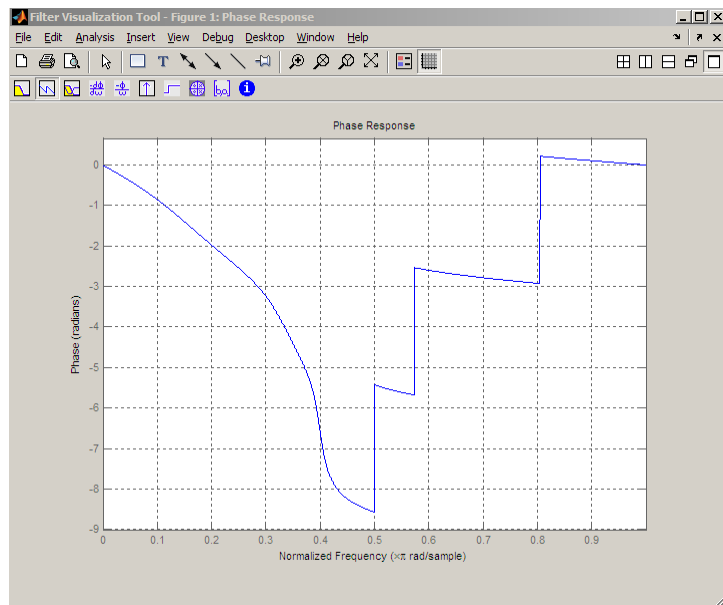 Filter Visualization Tool - Figure 1: Phase Response
File Edit Analysis Insert View Debug Desktop Window Help
Phase Response
0
-1
-2
-3
-4
-5
-6
-7
-8
-9
Phase (radians)
0 0.1 0.2 0.3 0.4 0.5 0.6 0.7 0.8 0.9
Normalized Frequency (×π rad/sample)